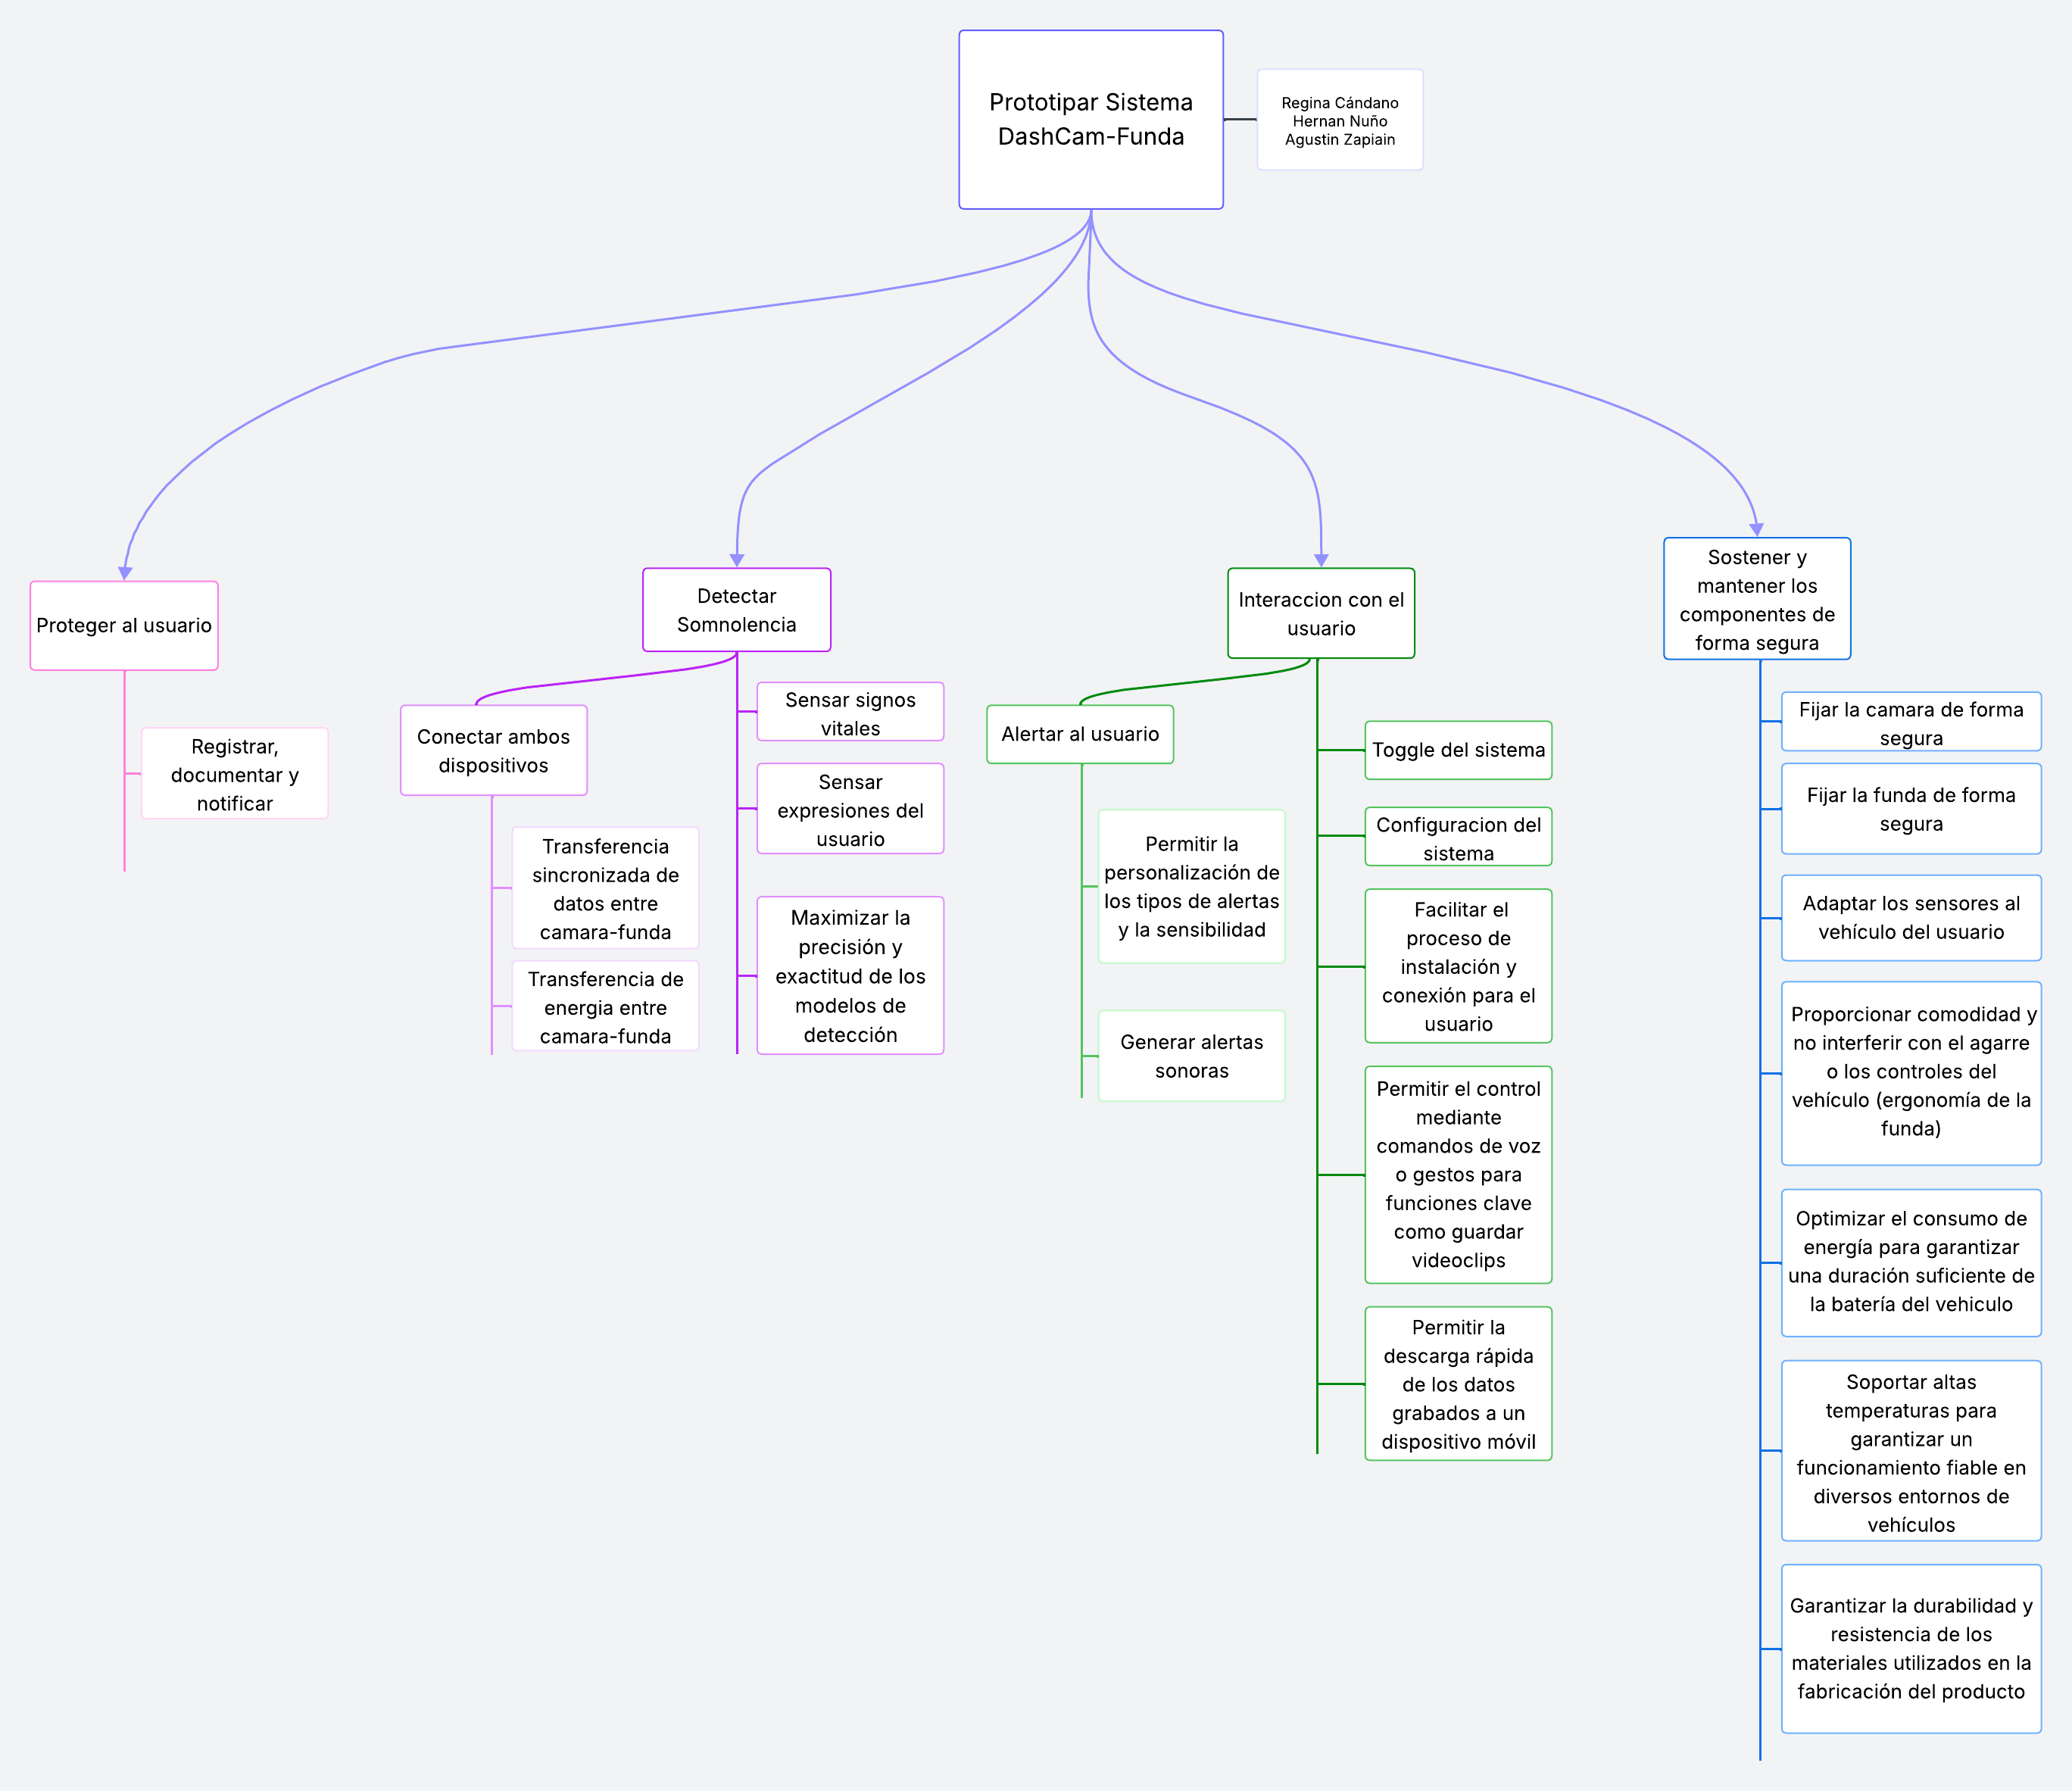 Prototipar Sistema
DashCam-Funda
Regina Cándano
Hernan Nuño
Agustin Zapiain
Proteger al usuario
Registrar,
documentar y
notificar
Detectar
Somnolencia
Conectar ambos
dispositivos
Transferencia
sincronizada de
datos entre
camara-funda
Transferencia de
energia entre
camara-funda
Sensar signos
vitales
Sensar
expresiones del
usuario
Maximizar la
precisión y
exactitud de los
modelos de
detección
Interaccion con el
usuario
Alertar al usuario
Permitir la
personalización de
los tipos de alertas
y la sensibilidad
Generar alertas
sonoras
Toggle del sistema
Configuracion del
sistema
Facilitar el
proceso de
instalación y
conexión para el
usuario
Permitir el control
mediante
comandos de voz
o gestos para
funciones clave
como guardar
videoclips
Permitir la
descarga rápida
de los datos
grabados a un
dispositivo móvil
Sostener y
mantener los
componentes de
forma segura
Fijar la camara de forma
segura
Fijar la funda de forma
segura
Adaptar los sensores al
vehículo del usuario
Proporcionar comodidad y
no interferir con el agarre
o los controles del
vehículo (ergonomía de la
funda)
Optimizar el consumo de
energía para garantizar
una duración suficiente de
la batería del vehiculo
Soportar altas
temperaturas para
garantizar un
funcionamiento fiable en
diversos entornos de
vehículos
Garantizar la durabilidad y
resistencia de los
materiales utilizados en la
fabricación del producto